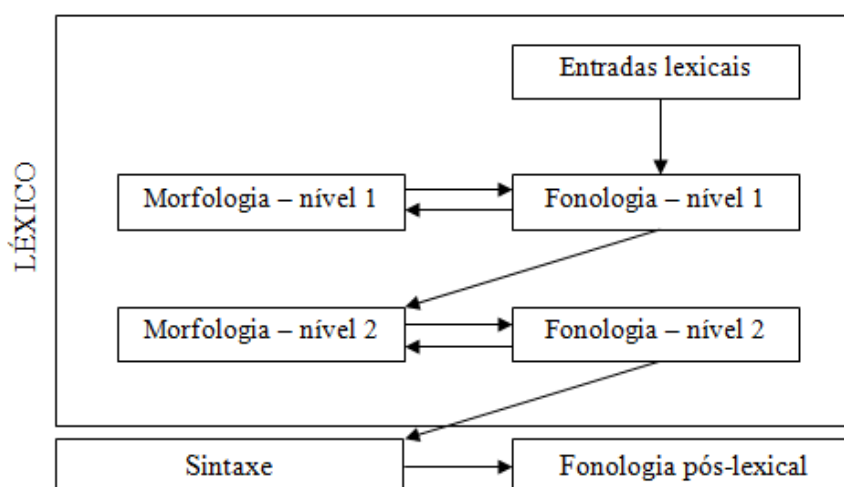 Entradas lexicais
LÉXICO
Morfologia – nível 1
Fonologia – nível 1
Morfologia – nível 2
Fonologia – nível 2
Sintaxe
Fonologia pós-lexical